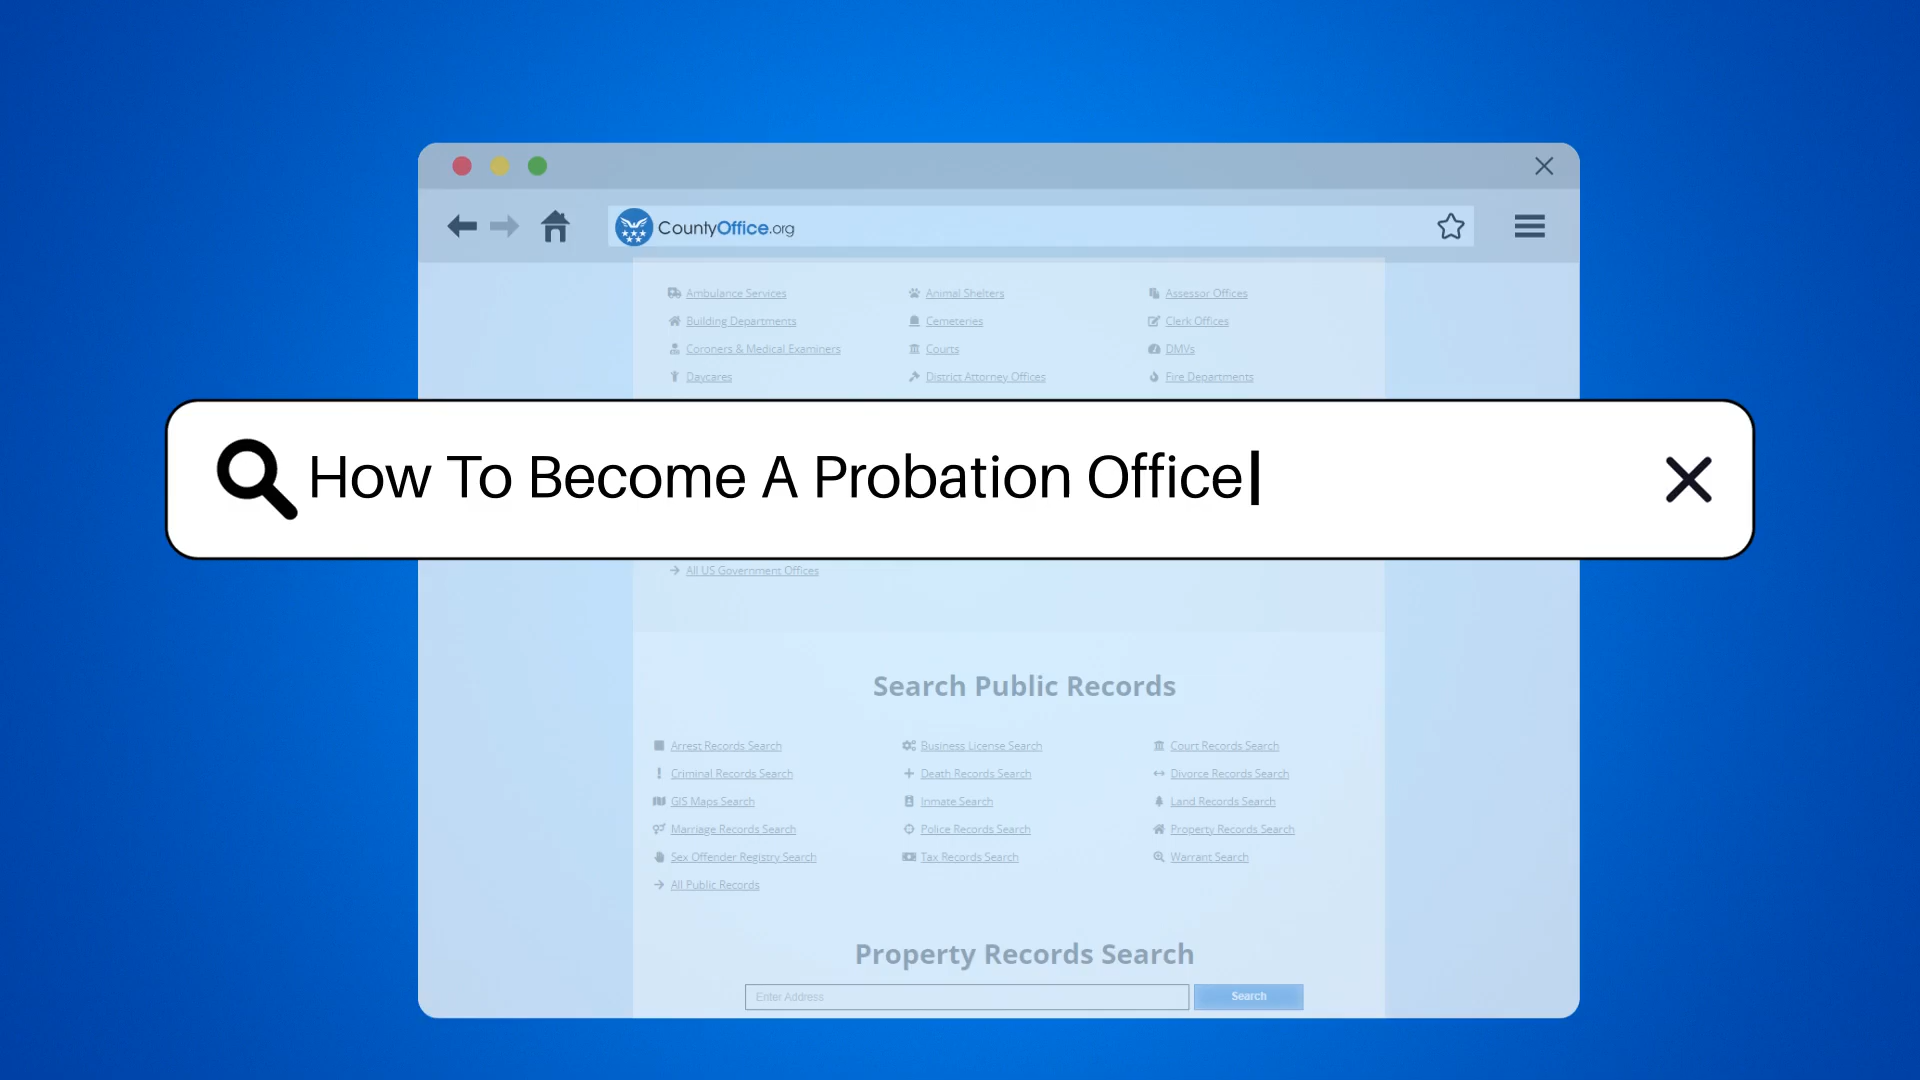 CountyOffice.org
Ambulance Services Animal Shelters Assessor Offices
Building Departments Cemeteries Clerk Offices
Coroners & Medical Examiners Courts DMVs
Daycares District Attorney Offices Fire Departments
How To Become A Probation Office
All US Government Offices
Search Public Records
Arrest Records Search Business License Search Court Records Search
Criminal Records Search Death Records Search Divorce Records Search
GIS Maps Search Inmate Search Land Records Search
Marriage Records Search Police Records Search Property Records Search
Sex Offender Registry Search Tax Records Search Warrant Search
All Public Records
Property Records Search
Enter Address Search